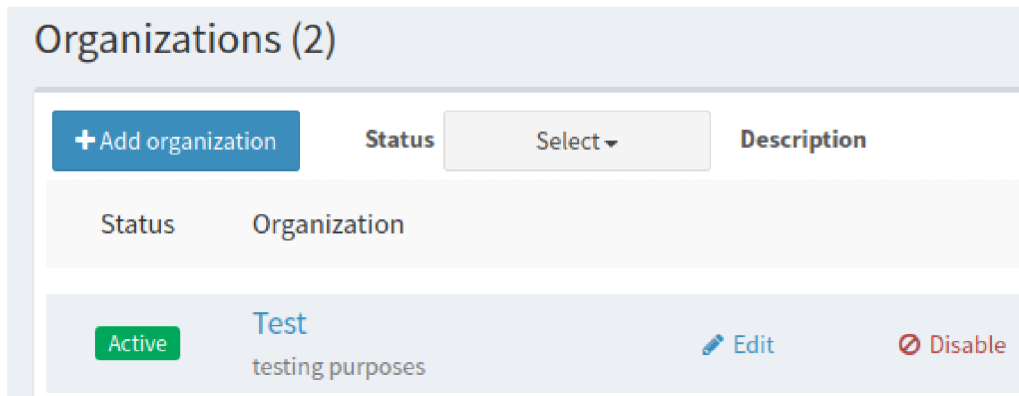 Organizations (2)
Add organization Status Select Description
Status Organization
Active Test Edit Disable
testing purposes